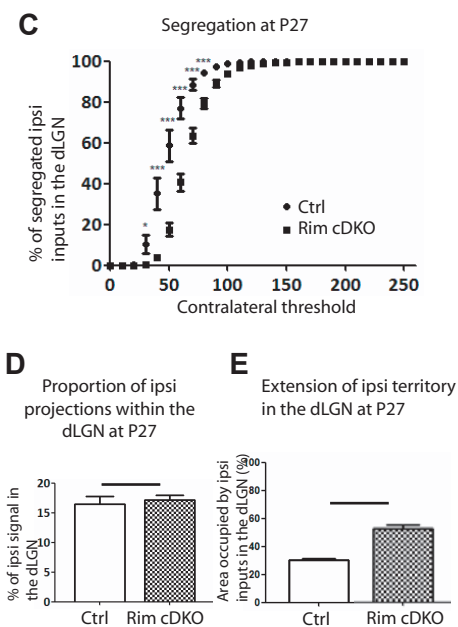 C
Segregation at P27
% of segregated ipsi
inputs in the dLGN
100
80
60
40
20
0
* *** *** *** *** ***
Ctrl
Rim cDKO
0 50 100 150 200 250
Contralateral threshold
D
Proportion of ipsi
projections within the
dLGN at P27
% of ipsi signal in
the dLGN
20
15
10
5
0
Ctrl Rim cDKO
E
Extension of ipsi territory
in the dLGN at P27
Area occupied by ipsi
inputs in the dLGN (%)
100
80
60
40
20
0
Ctrl Rim cDKO